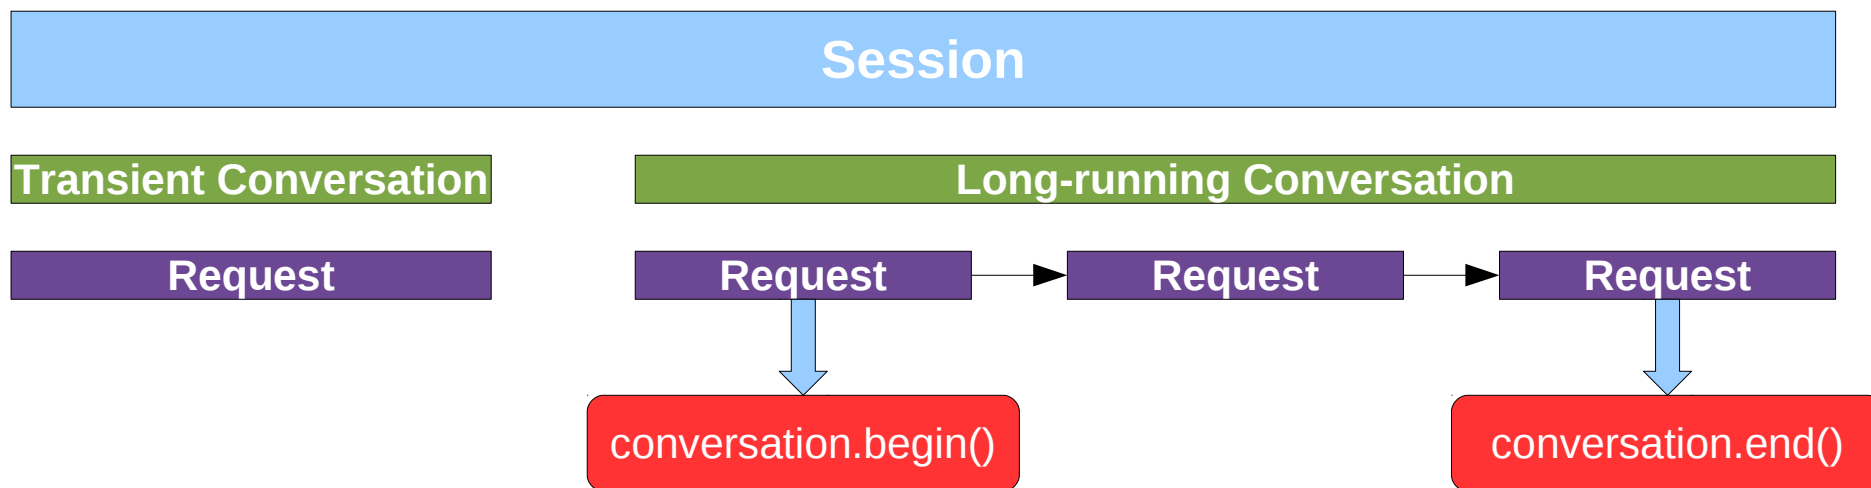 Session
Transient Conversation
Long-running Conversation
Request
Request
Request
Request
conversation.begin()
conversation.end()